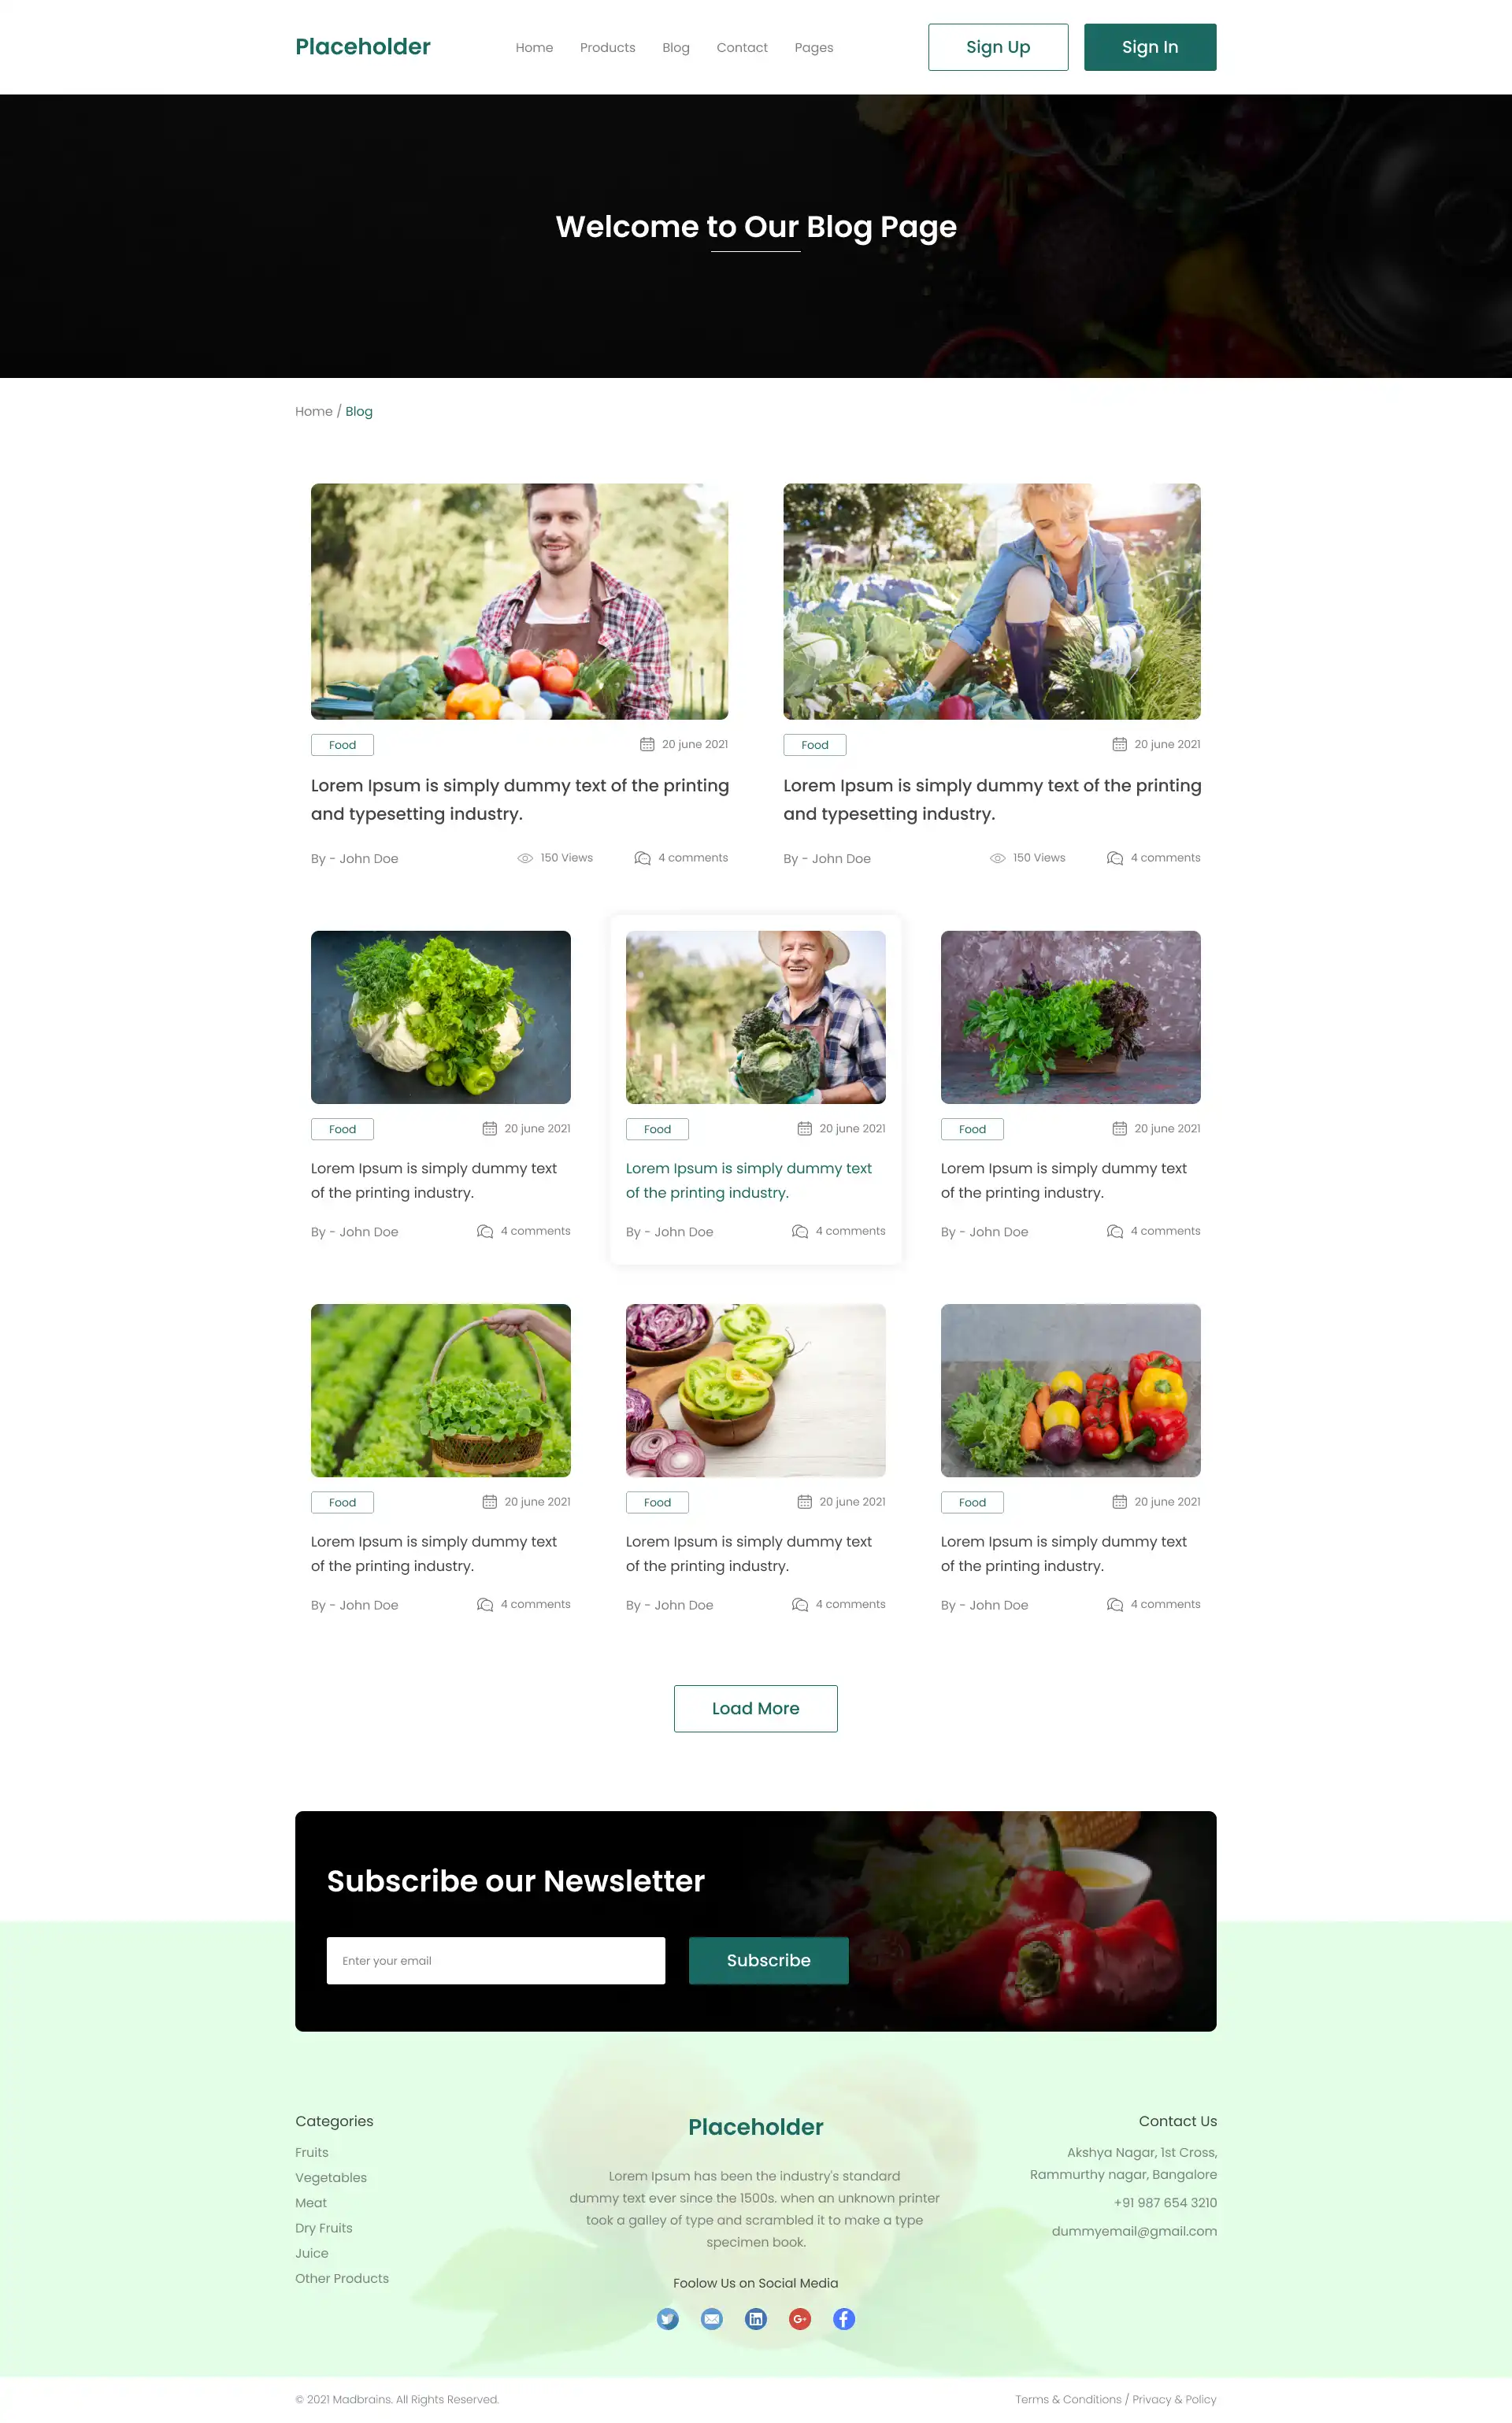 Placeholder
Home Products Blog Contact Pages
Sign Up
Sign In
Welcome to Our Blog Page
Home / Blog
Food
20 june 2021
Lorem Ipsum is simply dummy text of the printing
and typesetting industry.
By - John Doe
150 Views
4 comments
Food
20 june 2021
Lorem Ipsum is simply dummy text of the printing
and typesetting industry.
By - John Doe
150 Views
4 comments
Food
20 june 2021
Lorem Ipsum is simply dummy text
of the printing industry.
By - John Doe
4 comments
Food
20 june 2021
Lorem Ipsum is simply dummy text
of the printing industry.
By - John Doe
4 comments
Food
20 june 2021
Lorem Ipsum is simply dummy text
of the printing industry.
By - John Doe
4 comments
Food
20 june 2021
Lorem Ipsum is simply dummy text
of the printing industry.
By - John Doe
4 comments
Food
20 june 2021
Lorem Ipsum is simply dummy text
of the printing industry.
By - John Doe
4 comments
Food
20 june 2021
Lorem Ipsum is simply dummy text
of the printing industry.
By - John Doe
4 comments
Load More
Subscribe our Newsletter
Enter your email
Subscribe
Categories
Fruits
Vegetables
Meat
Dry Fruits
Juice
Other Products
Placeholder
Lorem Ipsum has been the industry's standard
dummy text ever since the 1500s. when an unknown printer
took a galley of type and scrambled it to make a type
specimen book.
Foolow Us on Social Media
Contact Us
Akshya Nagar, 1st Cross,
Rammurthy nagar, Bangalore
+91 987 654 3210
dummyemail@gmail.com
© 2021 Madbrains. All Rights Reserved.
Terms & Conditions / Privacy & Policy